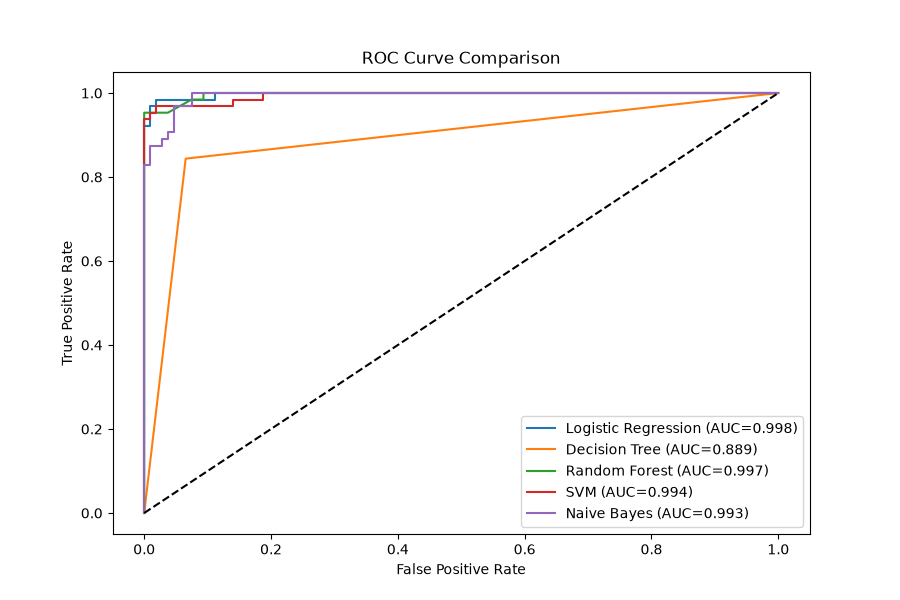 ROC Curve Comparison
True Positive Rate
1.0
0.8
0.6
0.4
0.2
0.0
Logistic Regression (AUC=0.998)
Decision Tree (AUC=0.889)
Random Forest (AUC=0.997)
SVM (AUC=0.994)
Naive Bayes (AUC=0.993)
0.0 0.2 0.4 0.6 0.8 1.0
False Positive Rate